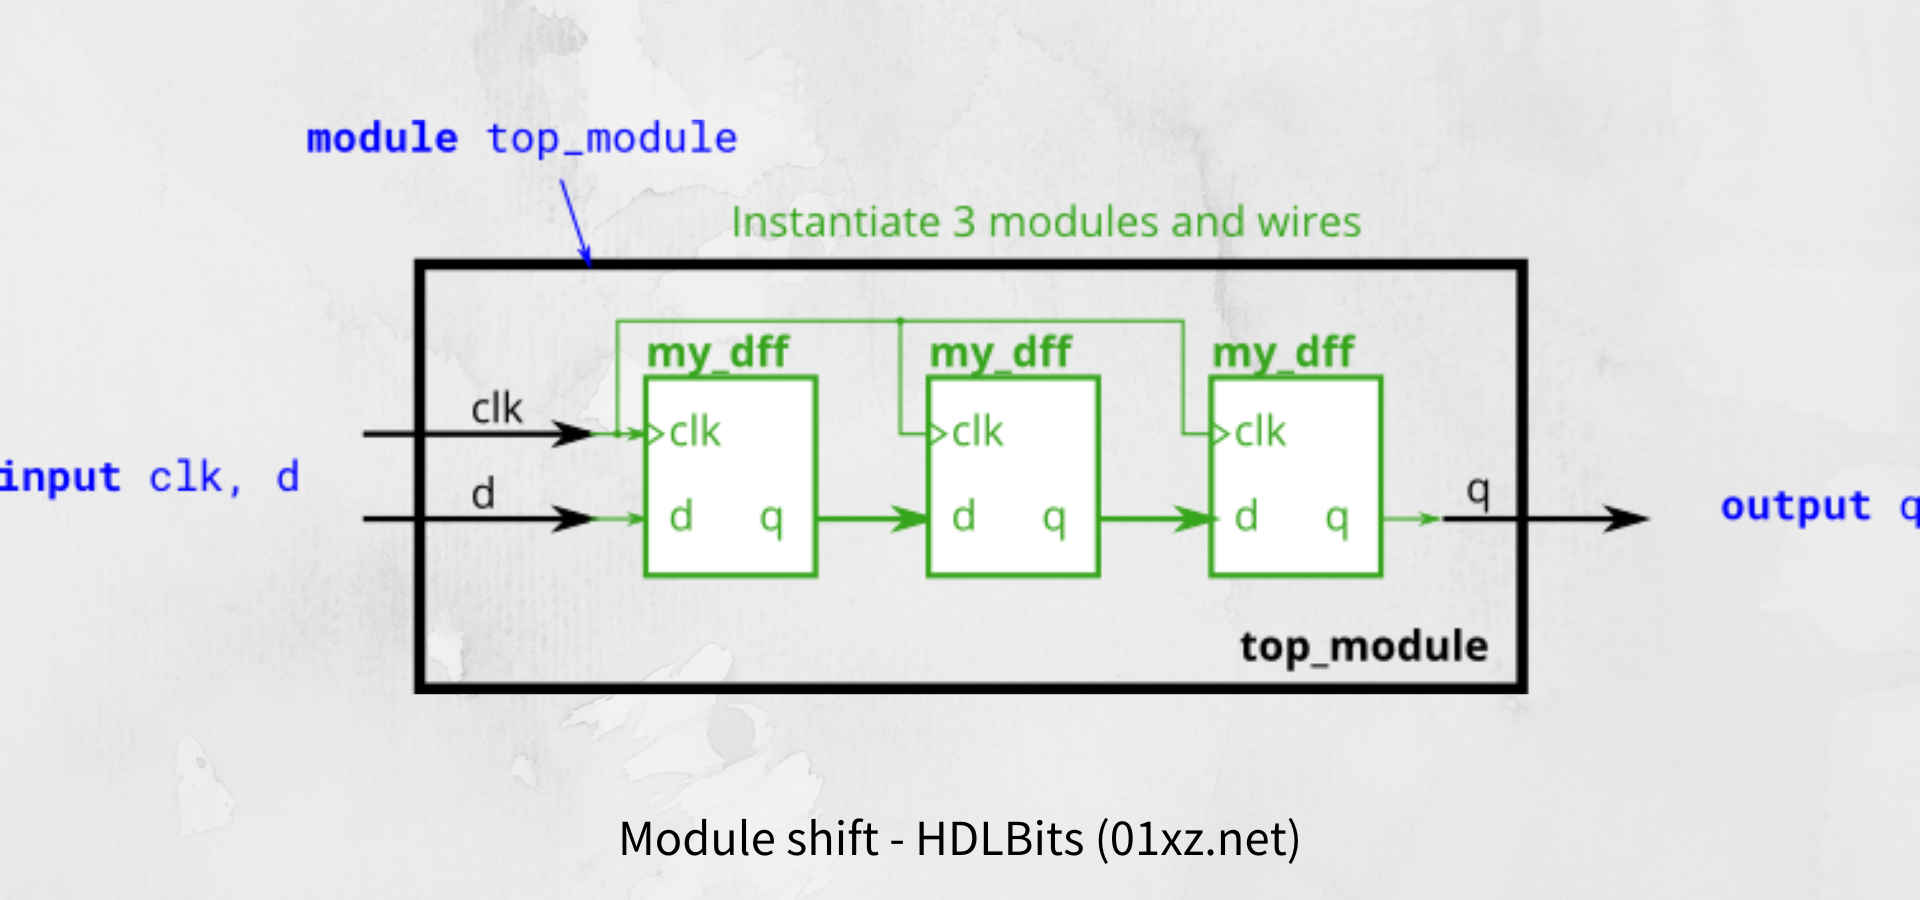 module top_module
Instantiate 3 modules and wires
my_dff my_dff my_dff
clk clk clk clk
input clk, d
d d q d q d q q
output q
top_module
Module shift - HDLBits (01xz.net)